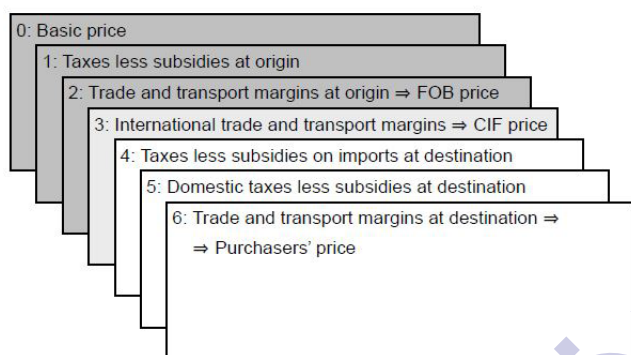 0: Basic price
1: Taxes less subsidies at origin
2: Trade and transport margins at origin ⇒ FOB price
3: International trade and transport margins ⇒ CIF price
4: Taxes less subsidies on imports at destination
5: Domestic taxes less subsidies at destination
6: Trade and transport margins at destination ⇒
⇒ Purchasers' price